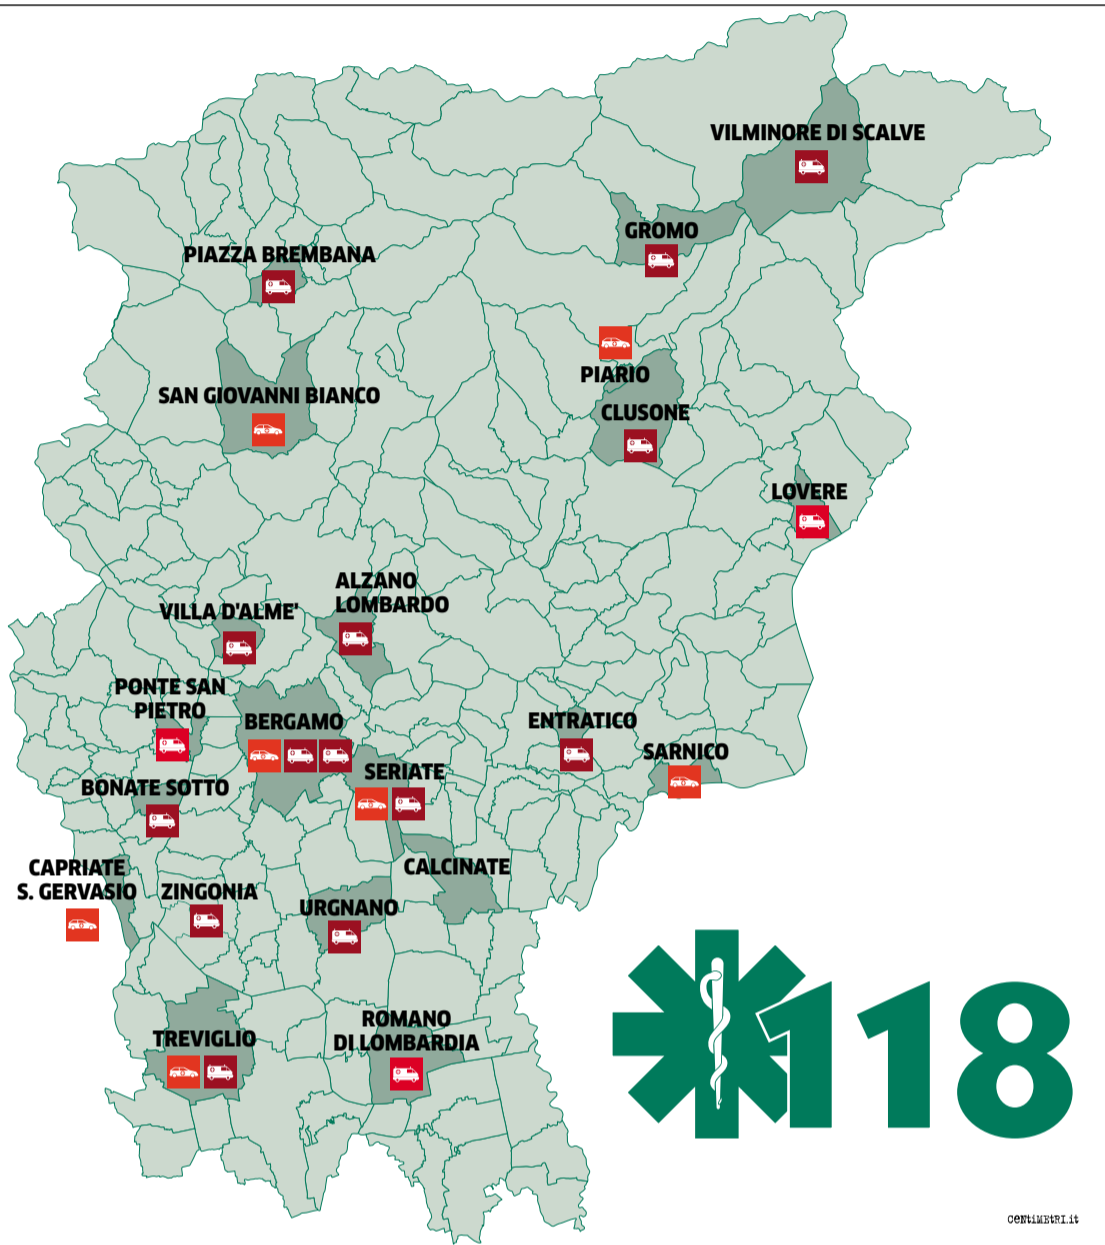 VILMINORE DI SCALVE
GROMO
PIAZZA BREMBANA
PIARIO
SAN GIOVANNI BIANCO
CLUSONE
LOVERE
ALZANO
LOMBARDO
VILLA D'ALME'
PONTE SAN
PIETRO
BERGAMO
ENTRATICO
SARNICO
SERIATE
BONATE SOTTO
CAPRIATE
S. GERVASIO
ZINGONIA
CALCINATE
URGNANO
TREVIGLIO
ROMANO
DI LOMBARDIA
118
CENTIMETRI.it